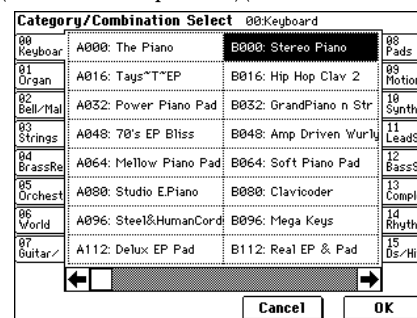 Category/Combination Select 00:Keyboard
00 Keyboar
01 Organ
02 Bell/Mal
03 Strings
04 BrassRe
05 Orchest
06 World
07 Guitar/
A000: The Piano
A016: Tays~T~EP
A032: Power Piano Pad
A048: 70's EP Bliss
A064: Mellow Piano Pad
A080: Studio E.Piano
A096: Steel&HumanCord
A112: Delux EP Pad
B000: Stereo Piano
B016: Hip Hop Clav 2
B032: GrandPiano n Str
B048: Amp Driven Wurly
B064: Soft Piano Pad
B080: Clavicoder
B096: Mega Keys
B112: Real EP & Pad
08 Pads
09 Motion
10 Synth
11 LeadS
12 BassS
13 Compl
14 Rhyth
15 Ds/Hi
Cancel
OK